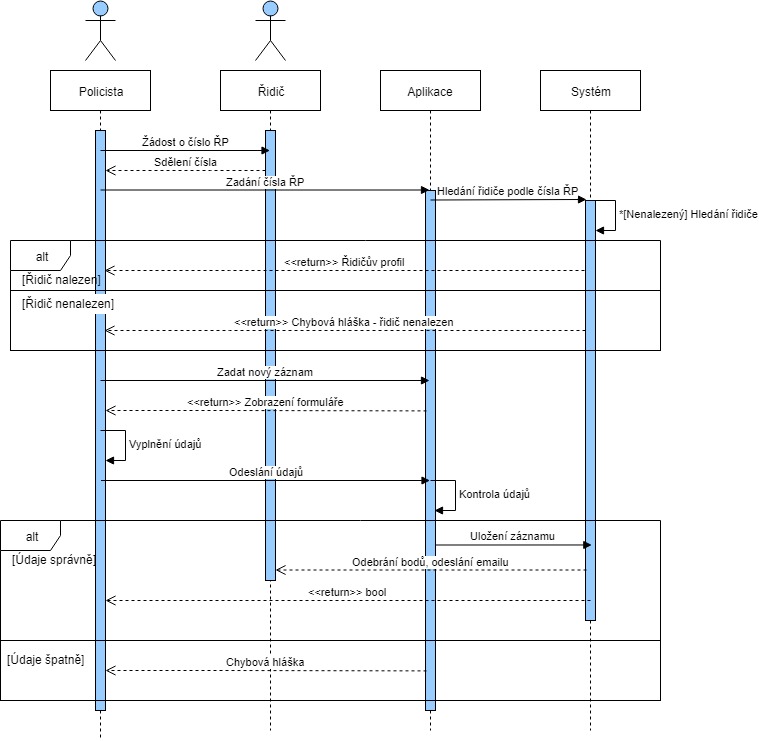 Policista
Řidič
Aplikace
Systém
Žádost o číslo ŘP
Sdělení čísla
Zadání čísla ŘP
Hledání řidiče podle čísla ŘP
*[Nenalezený] Hledání řidiče
alt
<<return>> Řidičův profil
[Řidič nalezen]
[Řidič nenalezen]
<<return>> Chybová hláška - řidič nenalezen
Zadat nový záznam
<<return>> Zobrazení formuláře
Vyplnění údajů
Odeslání údajů
Kontrola údajů
alt
Uložení záznamu
[Údaje správně]
Odebrání bodů, odeslání emailu
<<return>> bool
[Údaje špatně]
Chybová hláška